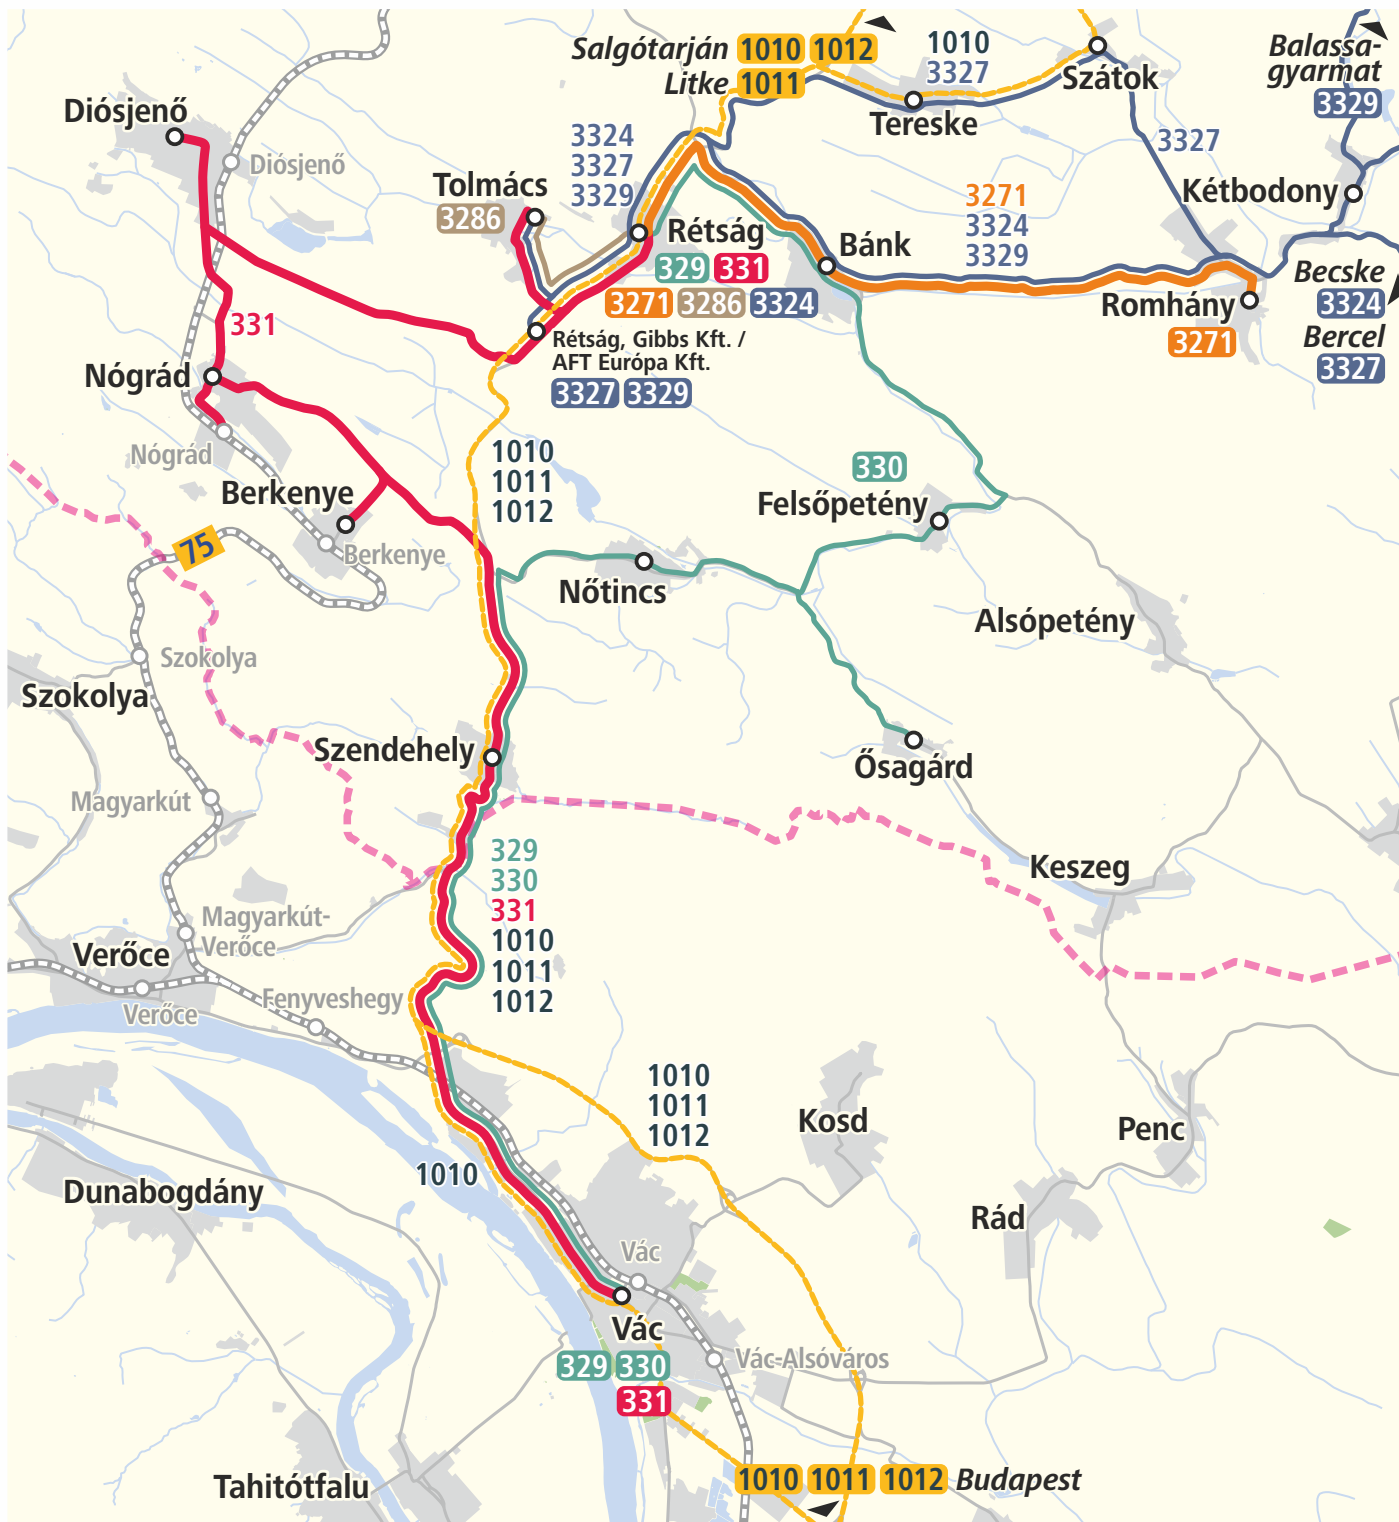 Salgótarján 1010 1012
Litke 1011
1010
3327
Szátok
Balassa-
gyarmat
3329
Diósjenő
Diósjenő
Tereske
3324
3327
3329
3327
Tolmács
3286
Kétbodony
3271
3324
3329
Rétság
329 331
3271 3286 3324
Bánk
Becske
3324
Bercel
3327
Romhány
3271
331
Rétság, Gibbs Kft. /
AFT Európa Kft.
3327 3329
Nógrád
Nógrád
1010
1011
1012
330
Felsőpetény
Berkenye
Berkenye
75
Nőtincs
Alsópetény
Szokolya
Szokolya
Szendehely
Ősagárd
Magyarkút
329
330
331
1010
1011
1012
Keszeg
Magyarkút-
Verőce
Verőce
Verőce
Fenyveshegy
1010
1011
1012
Kosd
Penc
1010
Dunabogdány
Rád
Vác
Vác
329 330
331
Vác-Alsóváros
Tahitótfalu
1010 1011 1012 Budapest